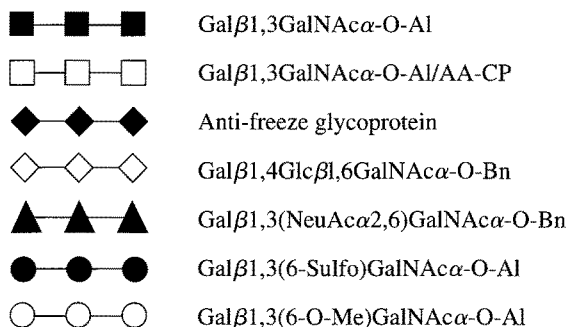 Galβ1,3GalNAcα-O-Al
Galβ1,3GalNAcα-O-Al/AA-CP
Anti-freeze glycoprotein
Galβ1,4Glcβl,6GalNAcα-O-Bn
Galβ1,3(NeuAcα2,6)GalNAcα-O-Bn
Galβ1,3(6-Sulfo)GalNAcα-O-Al
Galβ1,3(6-O-Me)GalNAcα-O-Al